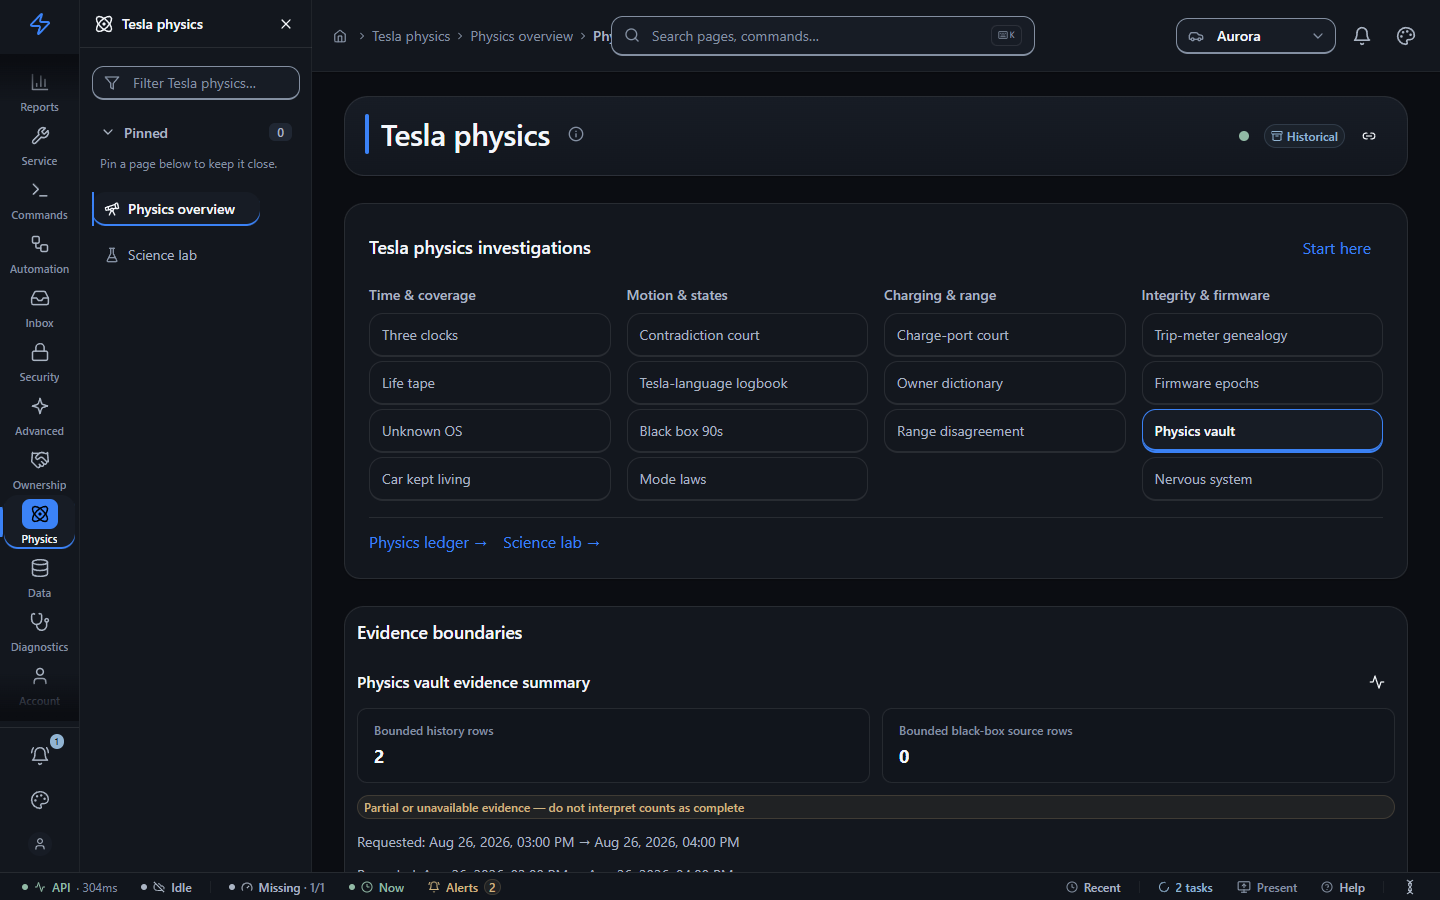 Tesla physics
Tesla physics
Physics overview
Search pages, commands...
K
Aurora
Reports
Service
Commands
Automation
Inbox
Security
Advanced
Ownership
Physics
Data
Diagnostics
Account
1
Filter Tesla physics...
Pinned
0
Pin a page below to keep it close.
Physics overview
Science lab
Tesla physics
Historical
Tesla physics investigations
Start here
Time & coverage
Three clocks
Life tape
Unknown OS
Car kept living
Motion & states
Contradiction court
Tesla-language logbook
Black box 90s
Mode laws
Charging & range
Charge-port court
Owner dictionary
Range disagreement
Integrity & firmware
Trip-meter genealogy
Firmware epochs
Physics vault
Nervous system
Physics ledger →
Science lab →
Evidence boundaries
Physics vault evidence summary
Bounded history rows
2
Bounded black-box source rows
0
Partial or unavailable evidence — do not interpret counts as complete
Requested: Aug 26, 2026, 03:00 PM → Aug 26, 2026, 04:00 PM
API · 304ms
Idle
Missing · 1/1
Now
Alerts 2
Recent
2 tasks
Present
Help